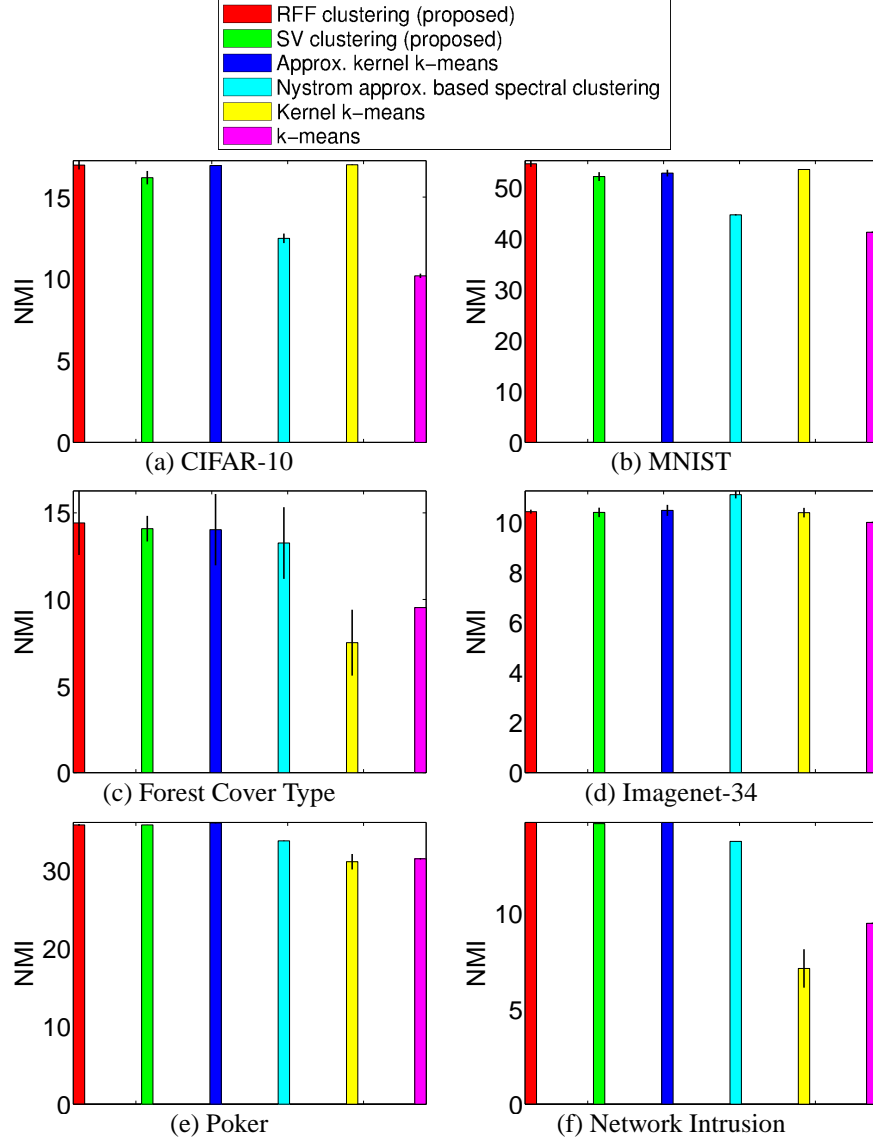 RFF clustering (proposed)
SV clustering (proposed)
Approx. kernel k−means
Nystrom approx. based spectral clustering
Kernel k−means
k−means
15
10
5
0
NMI
(a) CIFAR-10
50
40
30
20
10
0
NMI
(b) MNIST
15
10
5
0
NMI
(c) Forest Cover Type
10
8
6
4
2
0
NMI
(d) Imagenet-34
30
20
10
0
NMI
(e) Poker
10
5
0
NMI
(f) Network Intrusion